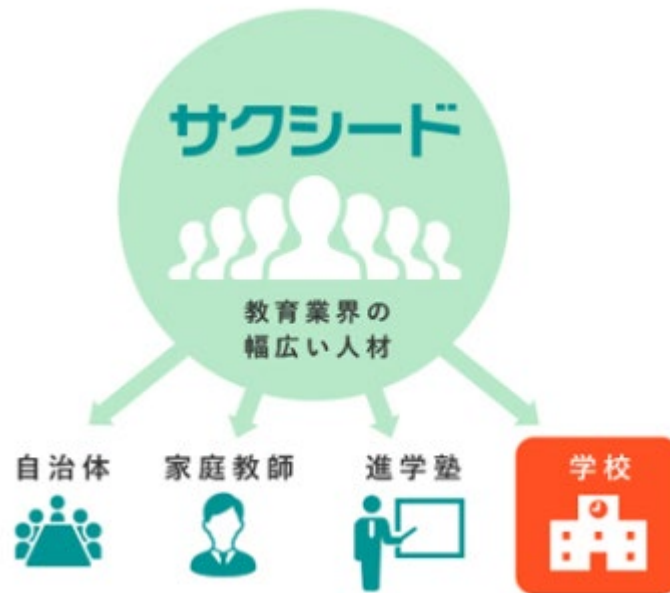 サクシード
教育業界の
幅広い人材
自治体
家庭教師
進学塾
学校